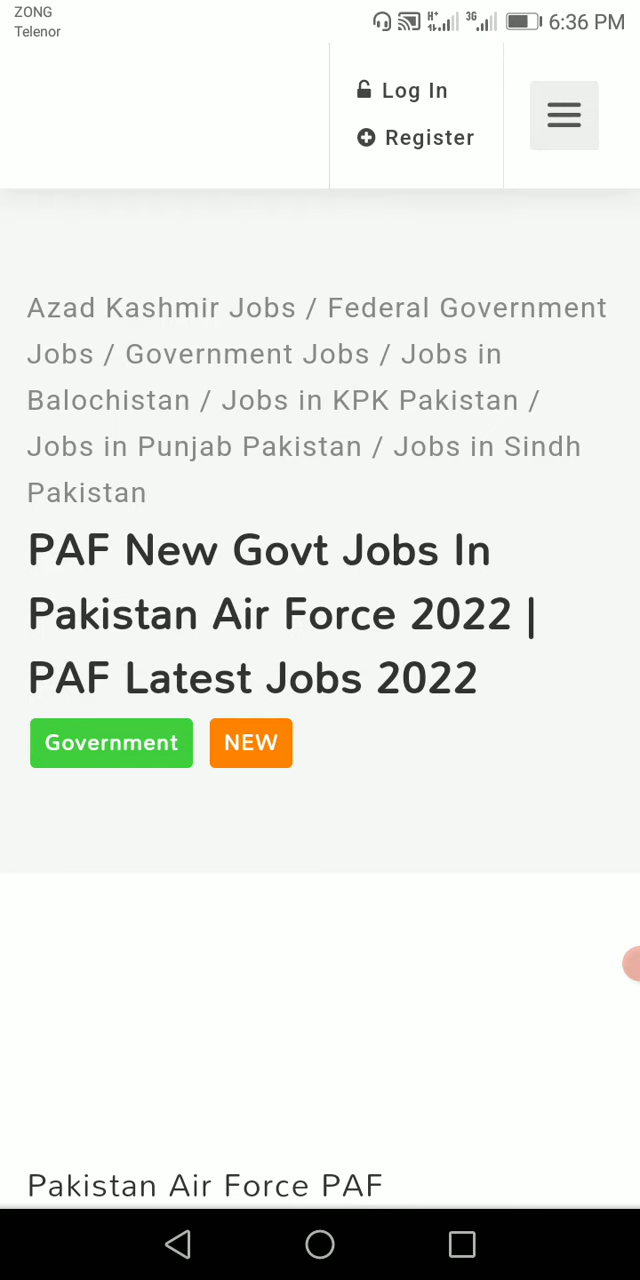 ZONG
Telenor
H+
3G
6:36 PM
Log In
Register
Azad Kashmir Jobs / Federal Government
Jobs / Government Jobs / Jobs in
Balochistan / Jobs in KPK Pakistan /
Jobs in Punjab Pakistan / Jobs in Sindh
Pakistan
PAF New Govt Jobs In
Pakistan Air Force 2022 |
PAF Latest Jobs 2022
Government NEW
Pakistan Air Force PAF